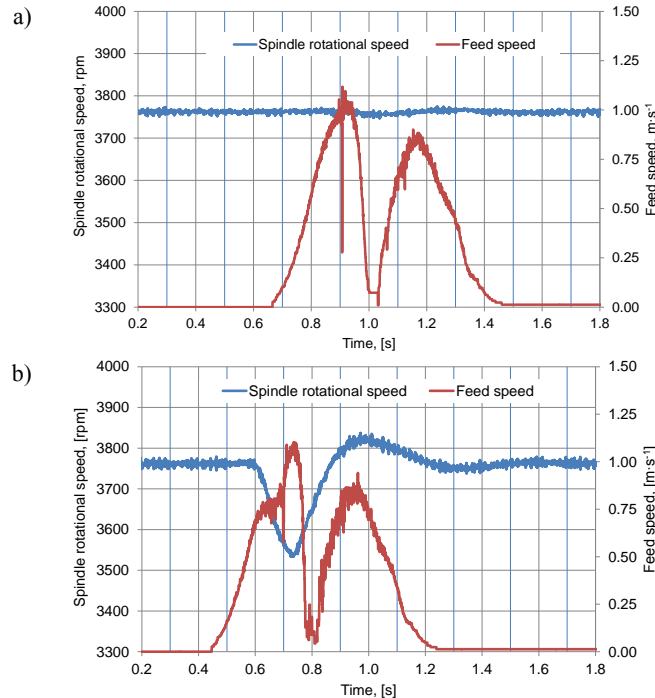 a)
4000
3900
3800
3700
3600
3500
3400
3300
Spindle rotational speed, rpm
Spindle rotational speed Feed speed
1.50
1.25
1.00
0.75
0.50
0.25
0.00
Feed speed, m·s⁻¹
0.2 0.4 0.6 0.8 1.0 1.2 1.4 1.6 1.8
Time, [s]
b)
4000
3900
3800
3700
3600
3500
3400
3300
Spindle rotational speed, [rpm]
Spindle rotational speed Feed speed
1.50
1.25
1.00
0.75
0.50
0.25
0.00
Feed speed, [m·s⁻¹]
0.2 0.4 0.6 0.8 1.0 1.2 1.4 1.6 1.8
Time, [s]